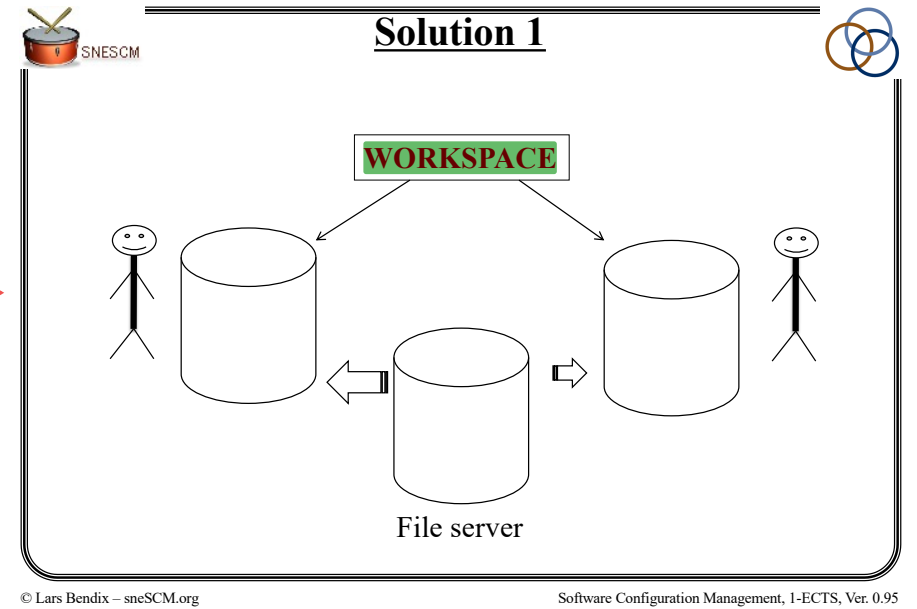 Solution 1
SNESCM
WORKSPACE
File server
© Lars Bendix – sneSCM.org
Software Configuration Management, 1-ECTS, Ver. 0.95